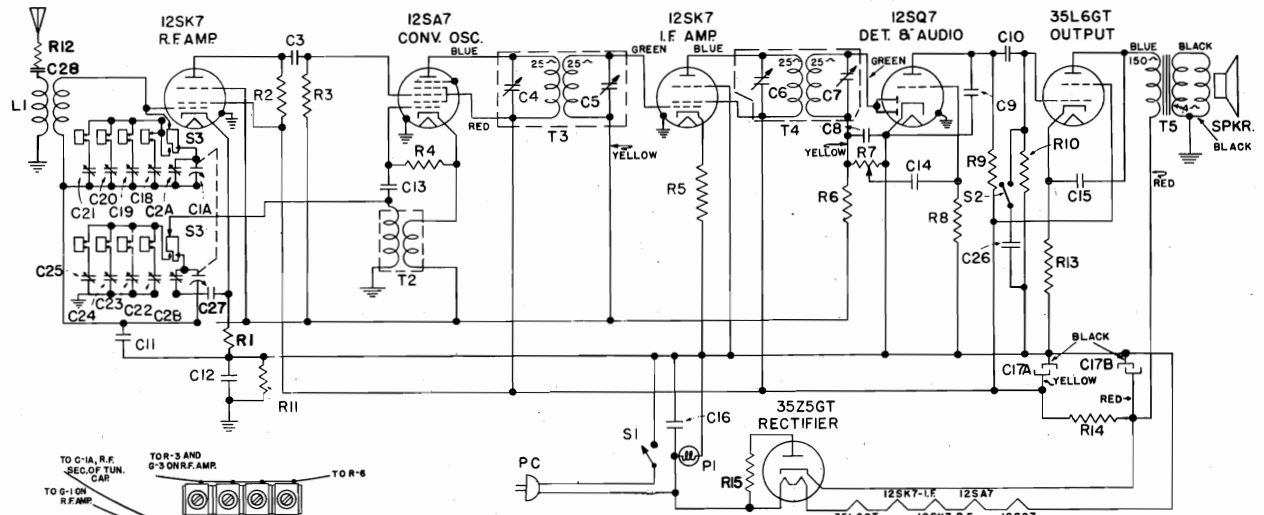 12SK7
R.F. AMP.
12SA7
CONV. OSC.
12SK7
I.F. AMP.
12SQ7
DET. & AUDIO
35L6GT
OUTPUT
R12
C28
L1
C3
R2
R3
BLUE
25~
25~
C4
C5
T3
GREEN
BLUE
RED
YELLOW
25~
25~
C6
C7
T4
GREEN
C8
YELLOW
R7
R6
C14
C9
R8
C10
R9
R10
S2
C26
C15
R13
BLUE
150~
BLACK
T5
SPKR.
BLACK
RED
S3
C21
C20
C19
C18
C2A
C1A
S3
C25
C24
C23
C22
C2B
C27
R4
C13
T2
R5
C11
R1
C12
R11
BLACK
C17A
YELLOW
C17B
RED
R14
S1
C16
P1
PC
35Z5GT
RECTIFIER
R15
12SK7-I.F.
12SA7
35L6GT
12SK7-R.F.
12SQ7
TO C-1A, R.F.
SEC. OF TUN.
CAP.
TO G-1 ON
R.F. AMP.
TO R-3 AND
G-3 ON R.F. AMP.
TO R-6